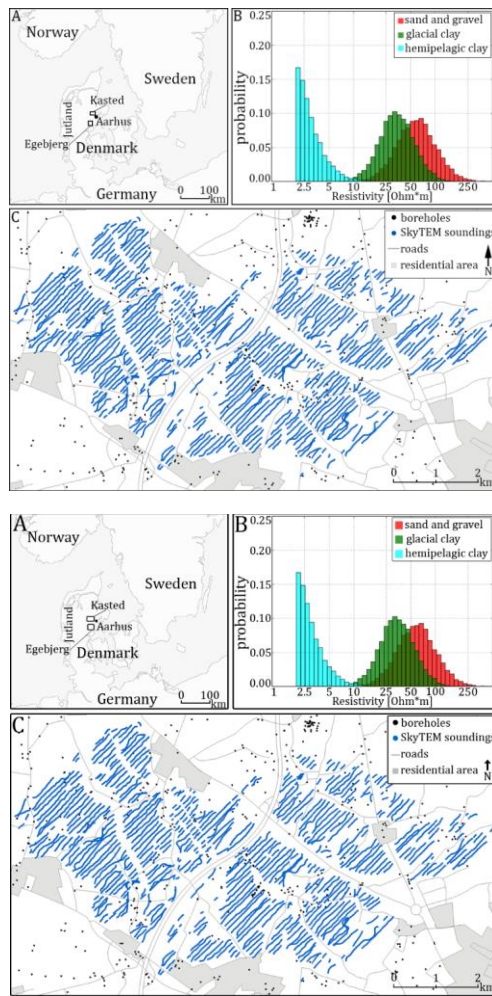 A
Norway
Sweden
Kasted
Jutland
Aarhus
Egebjerg
Denmark
Germany
0 100
km
B
probability
0.25
0.20
0.15
0.10
0.05
0.00
sand and gravel
glacial clay
hemipelagic clay
1 2.5 5 10 25 50 100 250
Resistivity [Ohm*m]
C
boreholes
SkyTEM soundings
roads
residential area
N
0 2
km
A
Norway
Sweden
Kasted
Jutland
Aarhus
Egebjerg
Denmark
Germany
0 100
km
B
probability
0.25
0.20
0.15
0.10
0.05
0.00
sand and gravel
glacial clay
hemipelagic clay
1 2.5 5 10 25 50 100 250
Resistivity [Ohm*m]
C
boreholes
SkyTEM soundings
roads
residential area
N
0 2
km